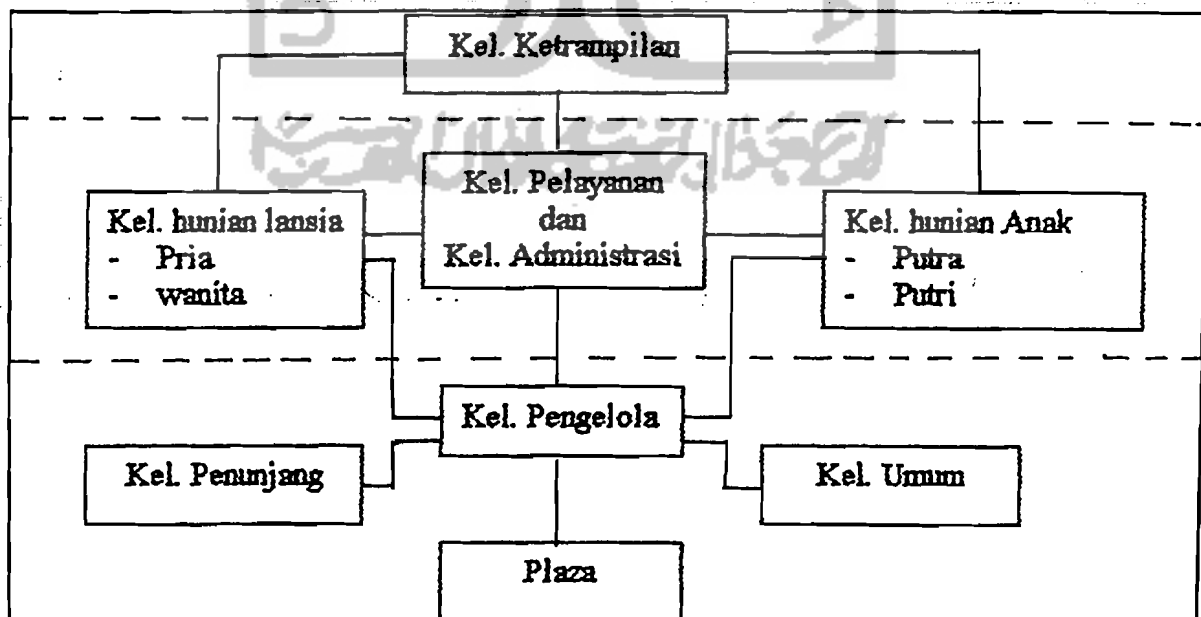 Kel. Ketrampilan
Kel. Pelayanan
dan
Kel. Administrasi
Kel. hunian lansia
- Pria
- wanita
Kel. hunian Anak
- Putra
- Putri
Kel. Pengelola
Kel. Penunjang
Kel. Umum
Plaza